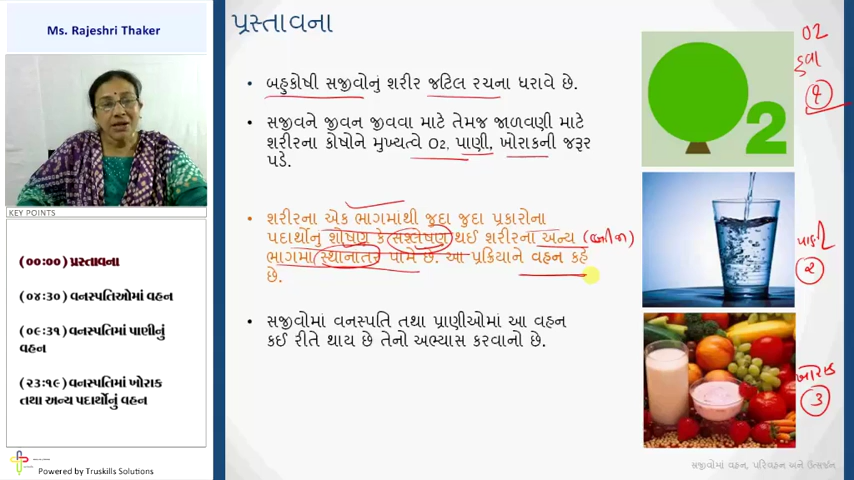 Ms. Rajeshri Thaker
પ્રસ્તાવના
• બહુકોષી સજીવોનું શરીર જટિલ રચના ધરાવે છે.
• સજીવને જીવન જીવવા માટે તેમજ જાળવણી માટે
શરીરના કોષોને મુખ્યત્વે O2, પાણી, ખોરાકની જરૂર
પડે.
• શરીરના એક ભાગમાંથી જુદા જુદા પ્રકારોના
પદાર્થોનું શોષાણ કે સંશ્લેષણ થઈ શરીરના અન્ય
ભાગમાં સ્થાનાંતર પામે છે. આ પ્રક્રિયાને વહન કહે
છે.
• સજીવોમાં વનસ્પતિ તથા પ્રાણીઓમાં આ વહન
કઈ રીતે થાય છે તેનો અભ્યાસ કરવાનો છે.
2
O2
હવા
૧
પાણી
૨
ખોરાક
૩
KEY POINTS
(૦૦:૦૦) પ્રસ્તાવના
(૦૪:૩૦) વનસ્પતિઓમાં વહન
(૦૯:૩૧) વનસ્પતિમાં પાણીનું
વહન
(૨૩:૧૯) વનસ્પતિમાં ખોરાક
તથા અન્ય પદાર્થોનું વહન
Powered by Truskills Solutions
સજીવોમાં વહન, પરિવહન અને ઉત્સર્જન